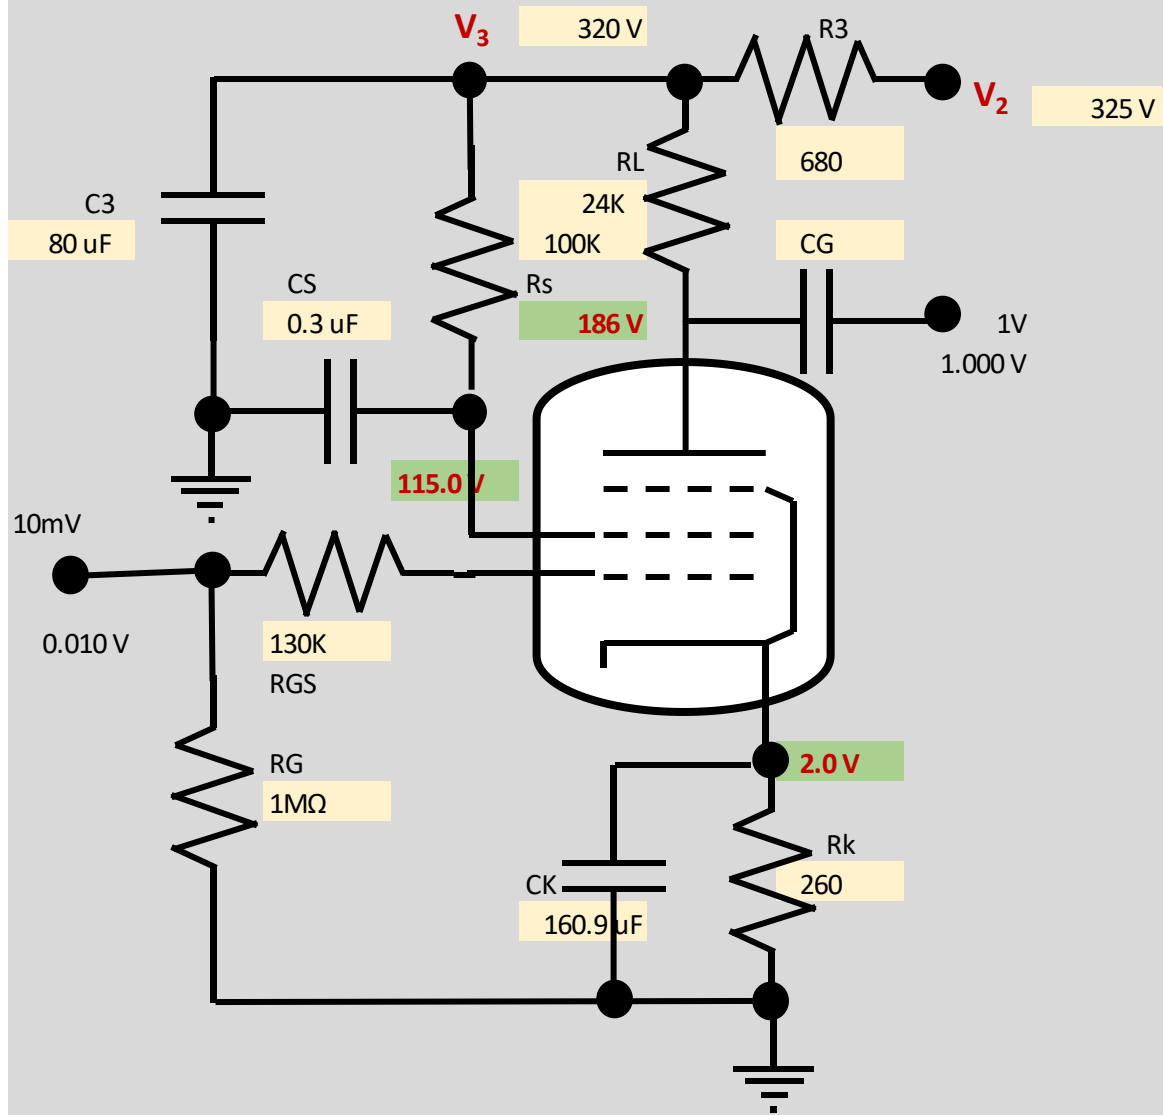 V3
320 V
R3
V2
325 V
RL
680
C3
24K
80 uF
100K
CG
CS
Rs
0.3 uF
186 V
1V
1.000 V
115.0 V
10mV
0.010 V
130K
RGS
RG
2.0 V
1MΩ
Rk
CK
260
160.9 uF